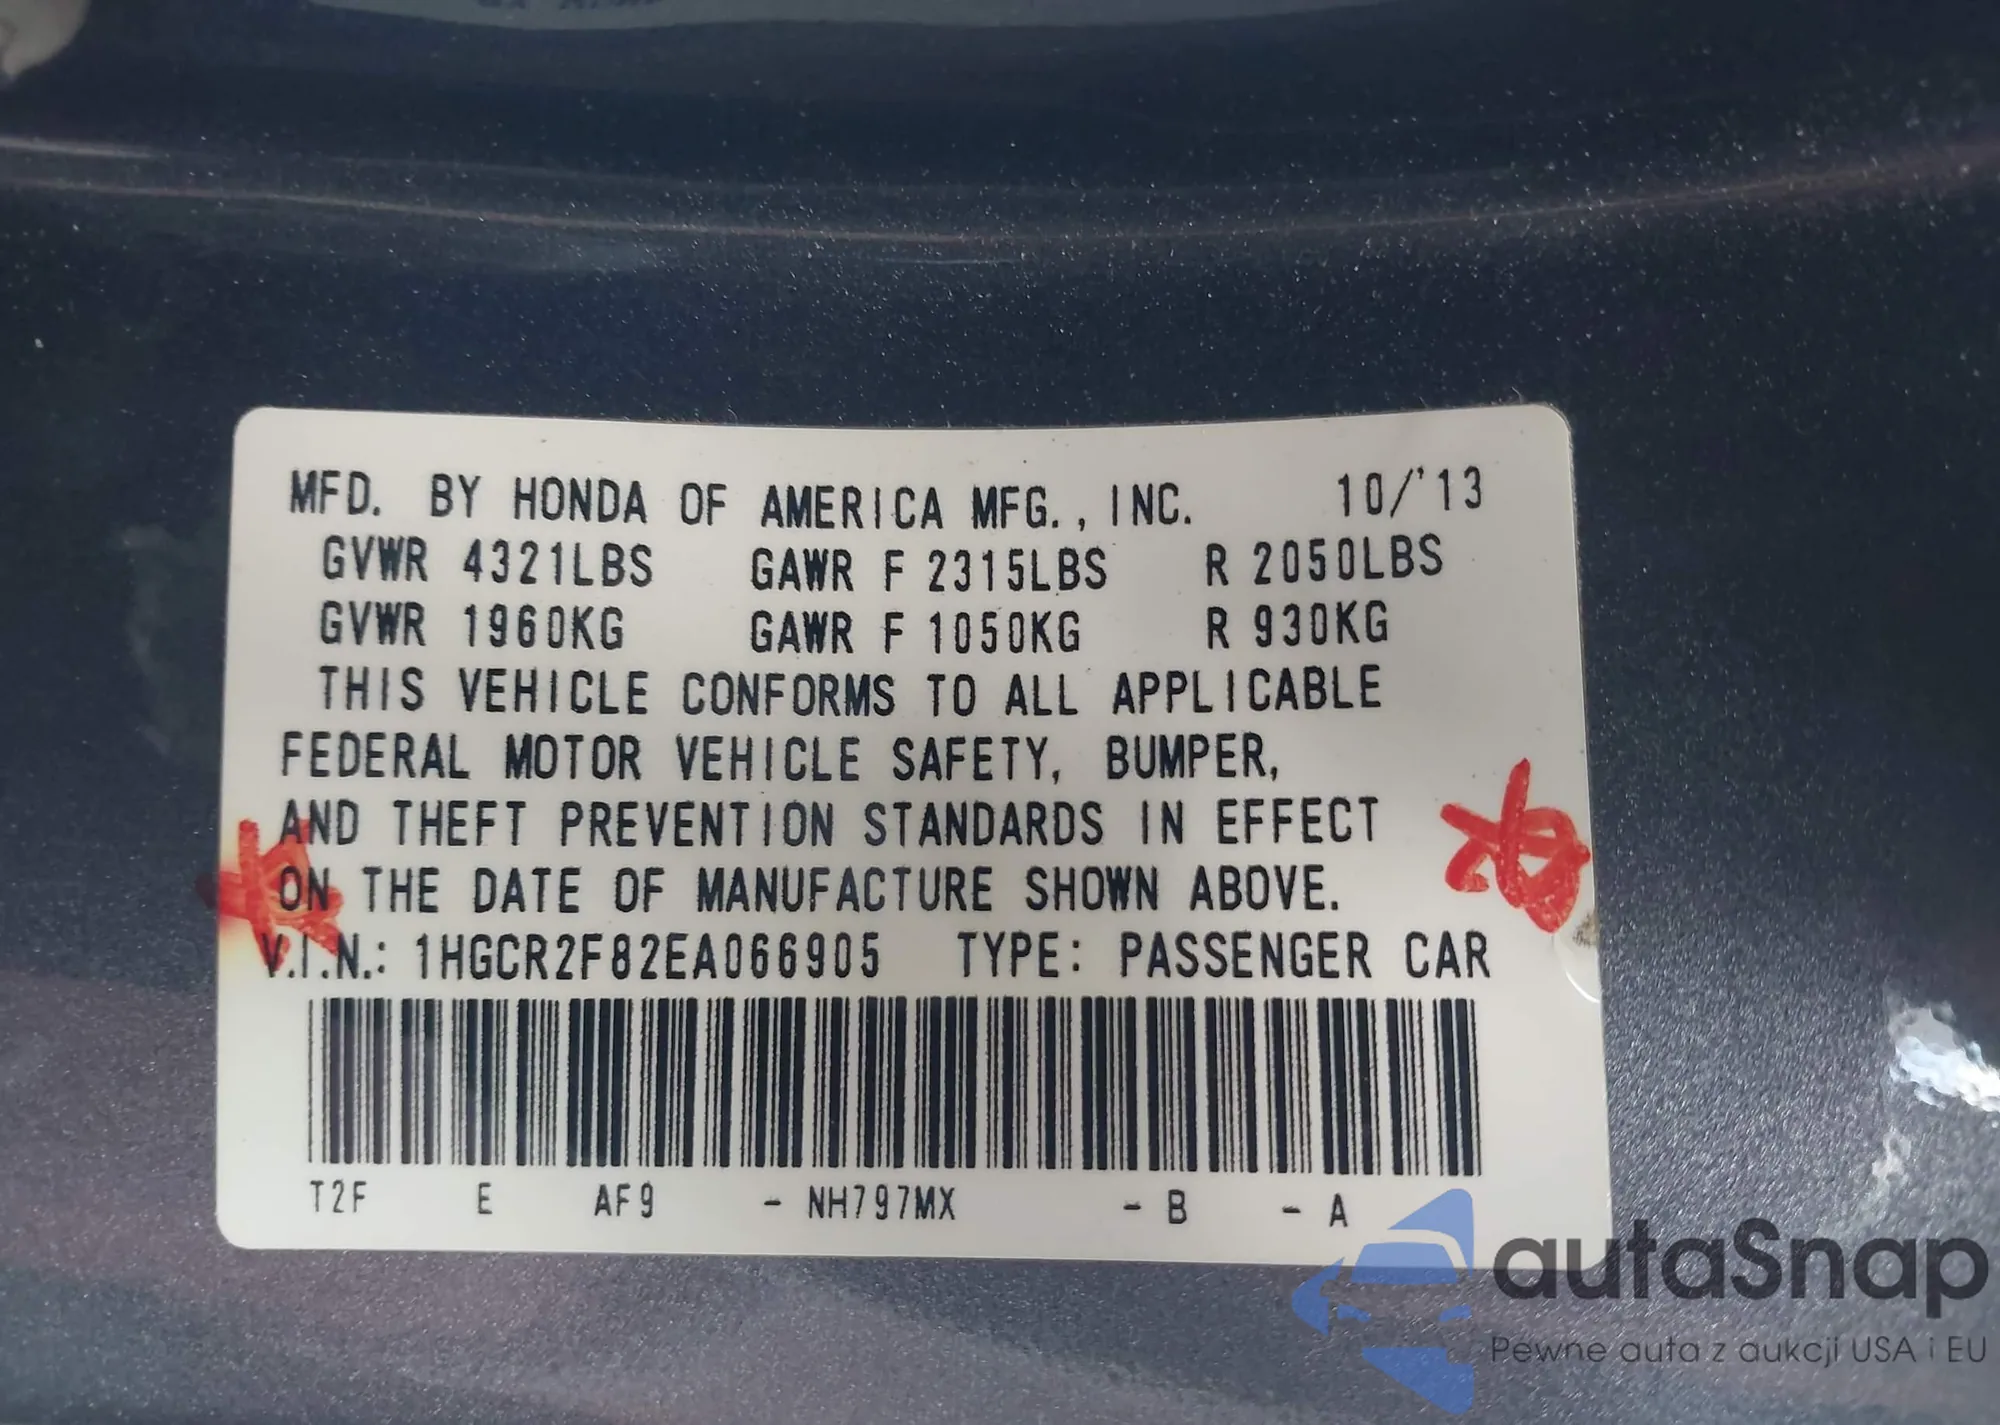 MFD. BY HONDA OF AMERICA MFG., INC. 10/'13
GVWR 4321LBS GAWR F 2315LBS R 2050LBS
GVWR 1960KG GAWR F 1050KG R 930KG
THIS VEHICLE CONFORMS TO ALL APPLICABLE
FEDERAL MOTOR VEHICLE SAFETY, BUMPER,
AND THEFT PREVENTION STANDARDS IN EFFECT
ON THE DATE OF MANUFACTURE SHOWN ABOVE.
V.I.N.: 1HGCR2F82EA066905 TYPE: PASSENGER CAR
T2F E AF9 - NH797MX - B - A
autaSnap
Pewne auta z aukcji USA i EU